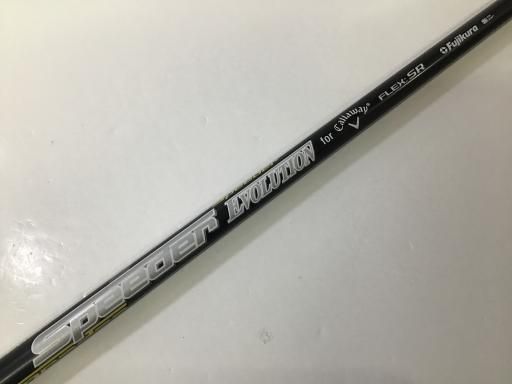 Speeder EVOLUTION for Callaway FLEX: SR Fujikura